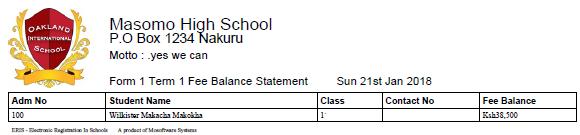 OAKLAND
INTERNATIONAL
SCHOOL
Masomo High School
P.O Box 1234 Nakuru
Motto : .yes we can
Form 1 Term 1 Fee Balance Statement Sun 21st Jan 2018
Adm No Student Name Class Contact No Fee Balance
100 Wilkister Makacha Makokha 1' Ksh38,500
ERIS - Electronic Registration In Schools A product of Mosoftware Systems